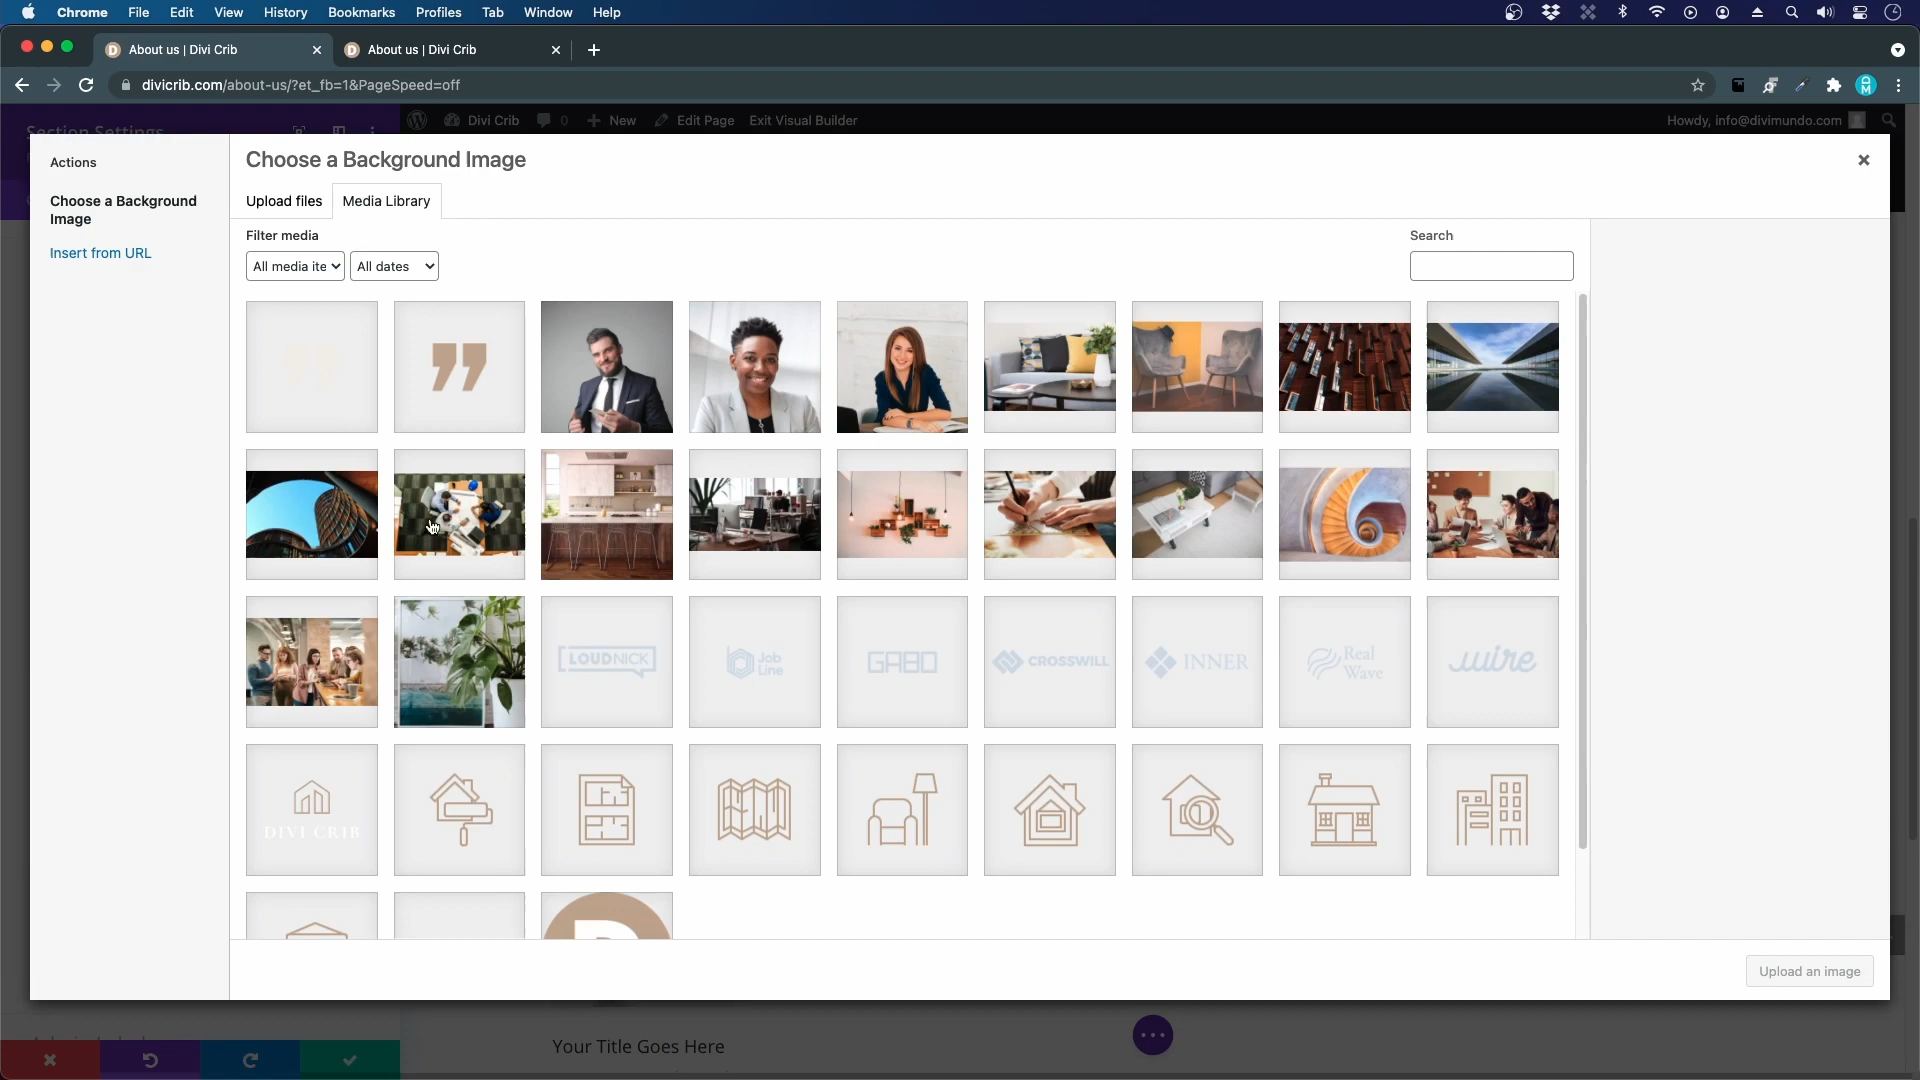 Chrome File Edit View History Bookmarks Profiles Tab Window Help
About us | Divi Crib About us | Divi Crib
divicrib.com/about-us/?et_fb=1&PageSpeed=off
Section Settings
Divi Crib 0 New Edit Page Exit Visual Builder Howdy, info@divimundo.com
Actions
Choose a Background
Image
Insert from URL
Choose a Background Image
Upload files Media Library
Filter media
Search
All media ite All dates
LOUDNICK
Job
Line
GABO
CROSSWILL
INNER
Real
Wave
wire
DIVI CRIB
Upload an image
Your Title Goes Here